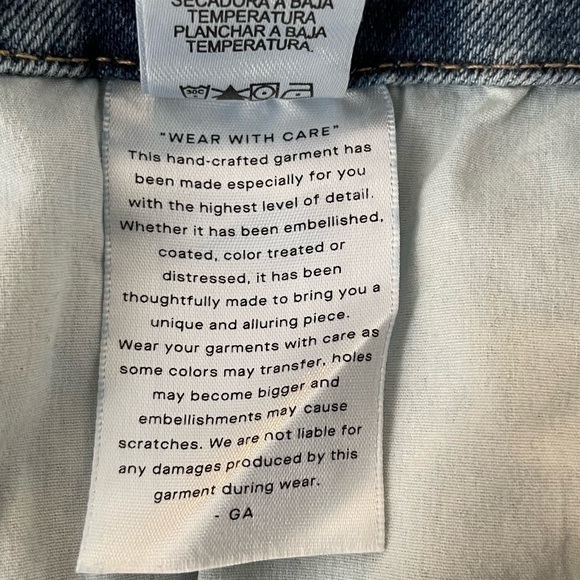 SECADORA A BAJA
TEMPERATURA
PLANCHAR A BAJA
TEMPERATURA.
30C
"WEAR WITH CARE"
This hand-crafted garment has
been made especially for you
with the highest level of detail.
Whether it has been embellished,
coated, color treated or
distressed, it has been
thoughtfully made to bring you a
unique and alluring piece.
Wear your garments with care as
some colors may transfer, holes
may become bigger and
embellishments may cause
scratches. We are not liable for
any damages produced by this
garment during wear.
- GA